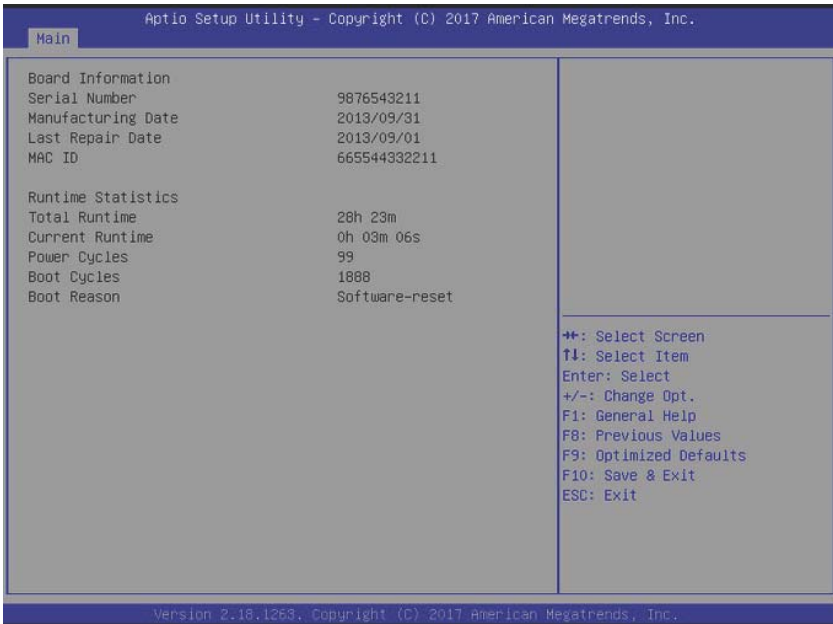 Aptio Setup Utility – Copyright (C) 2017 American Megatrends, Inc.
Main
Board Information
Serial Number 9876543211
Manufacturing Date 2013/09/31
Last Repair Date 2013/09/01
MAC ID 665544332211
Runtime Statistics
Total Runtime 28h 23m
Current Runtime 0h 03m 06s
Power Cycles 99
Boot Cycles 1888
Boot Reason Software-reset
→←: Select Screen
↑↓: Select Item
Enter: Select
+/-: Change Opt.
F1: General Help
F8: Previous Values
F9: Optimized Defaults
F10: Save & Exit
ESC: Exit
Version 2.18.1263. Copyright (C) 2017 American Megatrends, Inc.